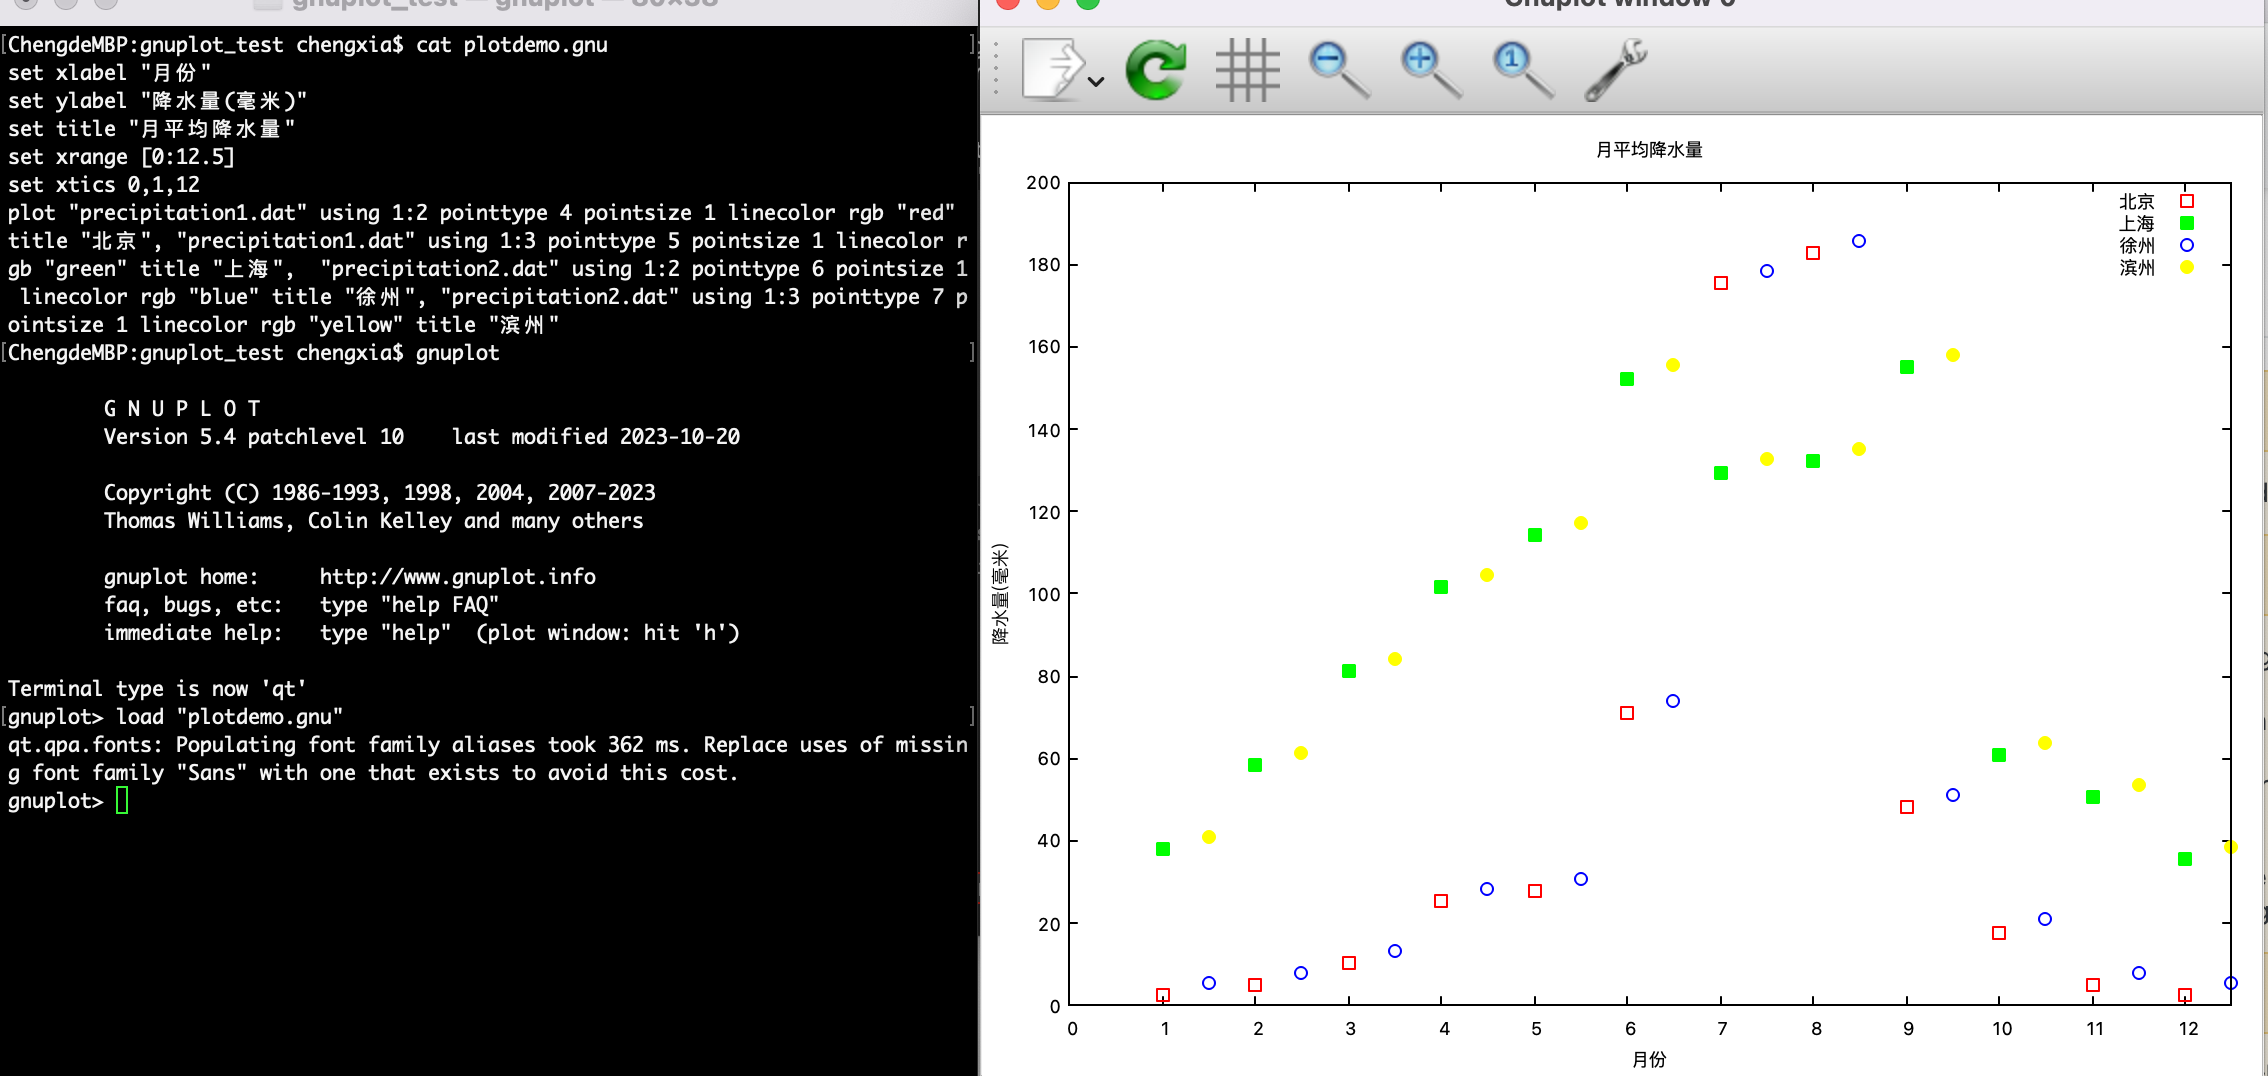 gnuplot_test — gnuplot — 80×38
ChengdeMBP:gnuplot_test chengxia$ cat plotdemo.gnu
set xlabel "月份"
set ylabel "降水量(毫米)"
set title "月平均降水量"
set xrange [0:12.5]
set xtics 0,1,12
plot "precipitation1.dat" using 1:2 pointtype 4 pointsize 1 linecolor rgb "red"
title "北京", "precipitation1.dat" using 1:3 pointtype 5 pointsize 1 linecolor r
gb "green" title "上海",  "precipitation2.dat" using 1:2 pointtype 6 pointsize 1
 linecolor rgb "blue" title "徐州", "precipitation2.dat" using 1:3 pointtype 7 p
ointsize 1 linecolor rgb "yellow" title "滨州"
ChengdeMBP:gnuplot_test chengxia$ gnuplot
G N U P L O T
Version 5.4 patchlevel 10    last modified 2023-10-20
Copyright (C) 1986-1993, 1998, 2004, 2007-2023
Thomas Williams, Colin Kelley and many others
gnuplot home:     http://www.gnuplot.info
faq, bugs, etc:   type "help FAQ"
immediate help:   type "help"  (plot window: hit 'h')
Terminal type is now 'qt'
gnuplot> load "plotdemo.gnu"
qt.qpa.fonts: Populating font family aliases took 362 ms. Replace uses of missin
g font family "Sans" with one that exists to avoid this cost.
gnuplot>
Gnuplot window 0
1
月平均降水量
北京
上海
徐州
滨州
200
180
160
140
120
100
80
60
40
20
0
降水量(毫米)
0 1 2 3 4 5 6 7 8 9 10 11 12
月份